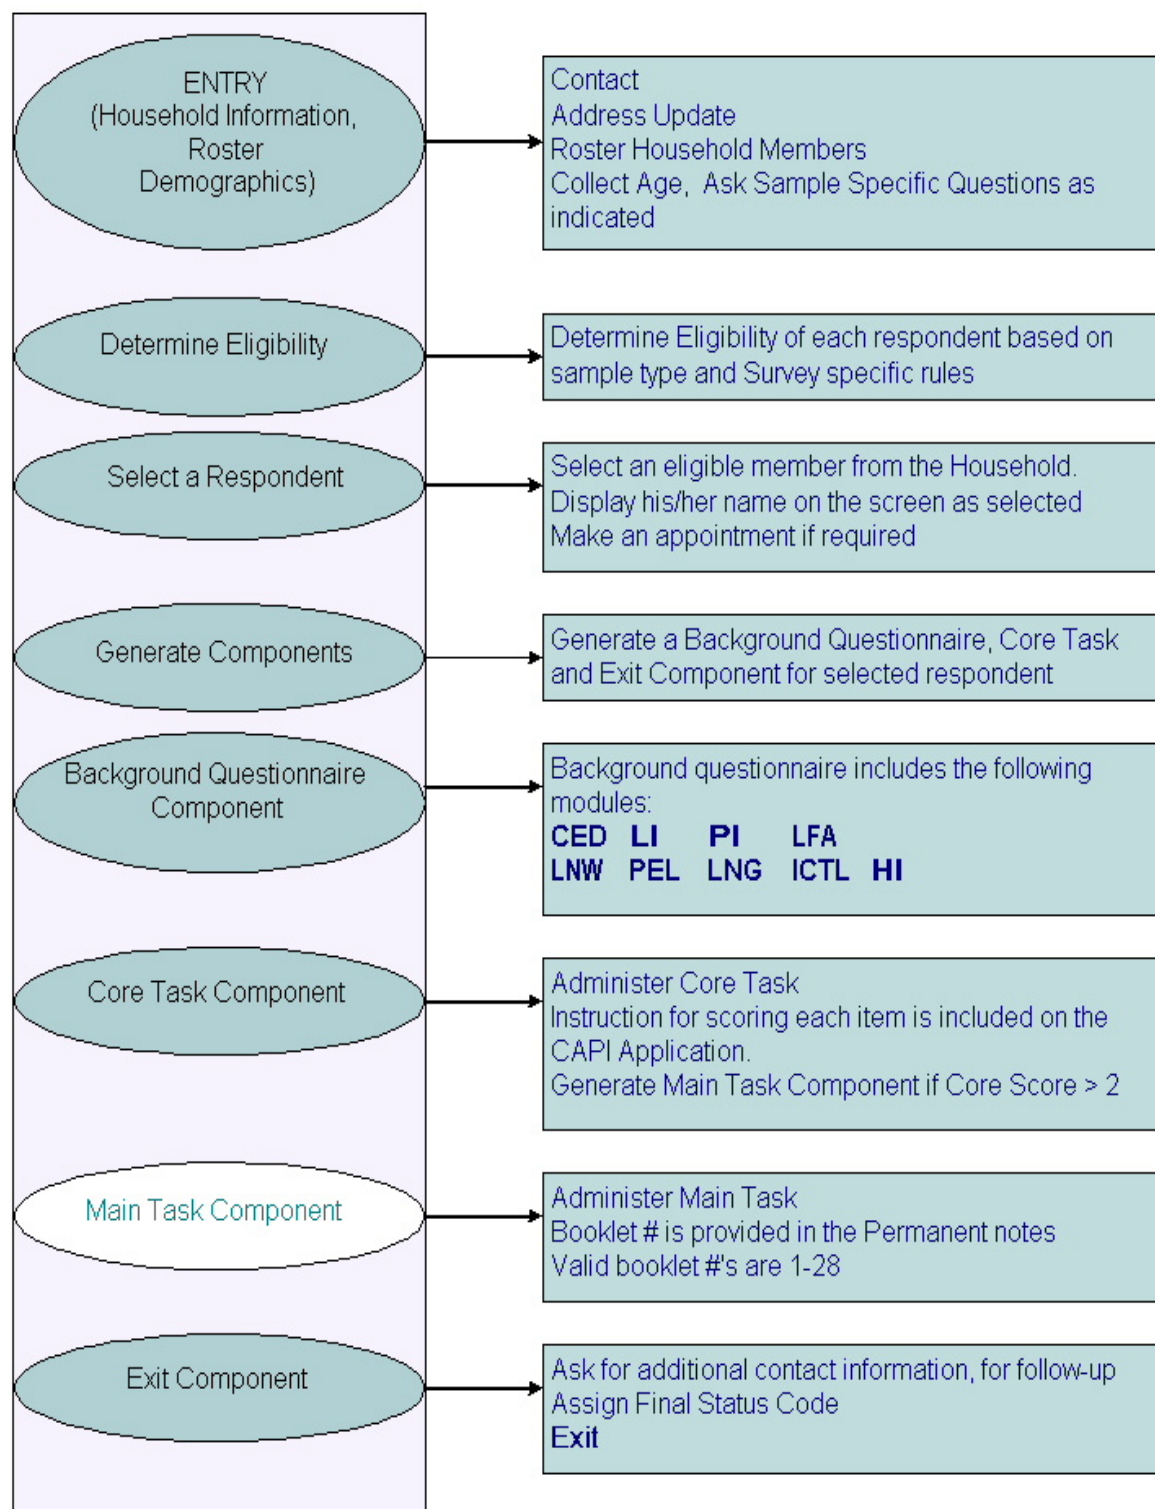 ENTRY
(Household Information,
Roster
Demographics)
Contact
Address Update
Roster Household Members
Collect Age,  Ask Sample Specific Questions as
indicated
Determine Eligibility
Determine Eligibility of each respondent based on
sample type and Survey specific rules
Select a Respondent
Select an eligible member from the Household.
Display his/her name on the screen as selected
Make an appointment if required
Generate Components
Generate a Background Questionnaire, Core Task
and Exit Component for selected respondent
Background Questionnaire
Component
Background questionnaire includes the following
modules:
CED LI PI LFA
LNW PEL LNG ICTL HI
Core Task Component
Administer Core Task
Instruction for scoring each item is included on the
CAPI Application.
Generate Main Task Component if Core Score > 2
Main Task Component
Administer Main Task
Booklet # is provided in the Permanent notes
Valid booklet #'s are 1-28
Exit Component
Ask for additional contact information, for follow-up
Assign Final Status Code
Exit